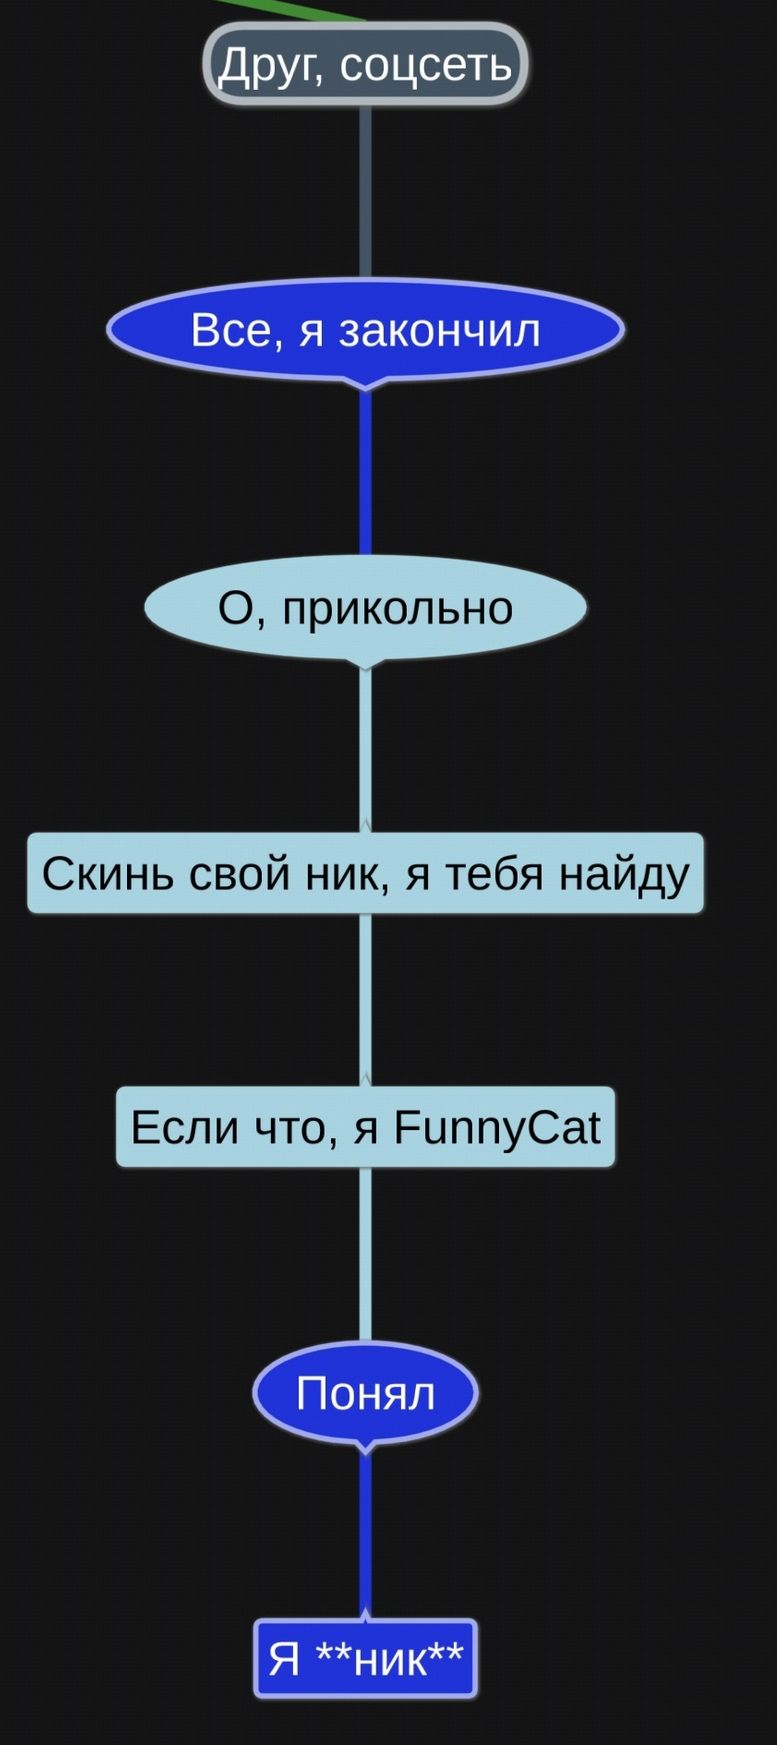 Друг, соцсеть
Все, я закончил
О, прикольно
Скинь свой ник, я тебя найду
Если что, я FunnyCat
Понял
Я **ник**